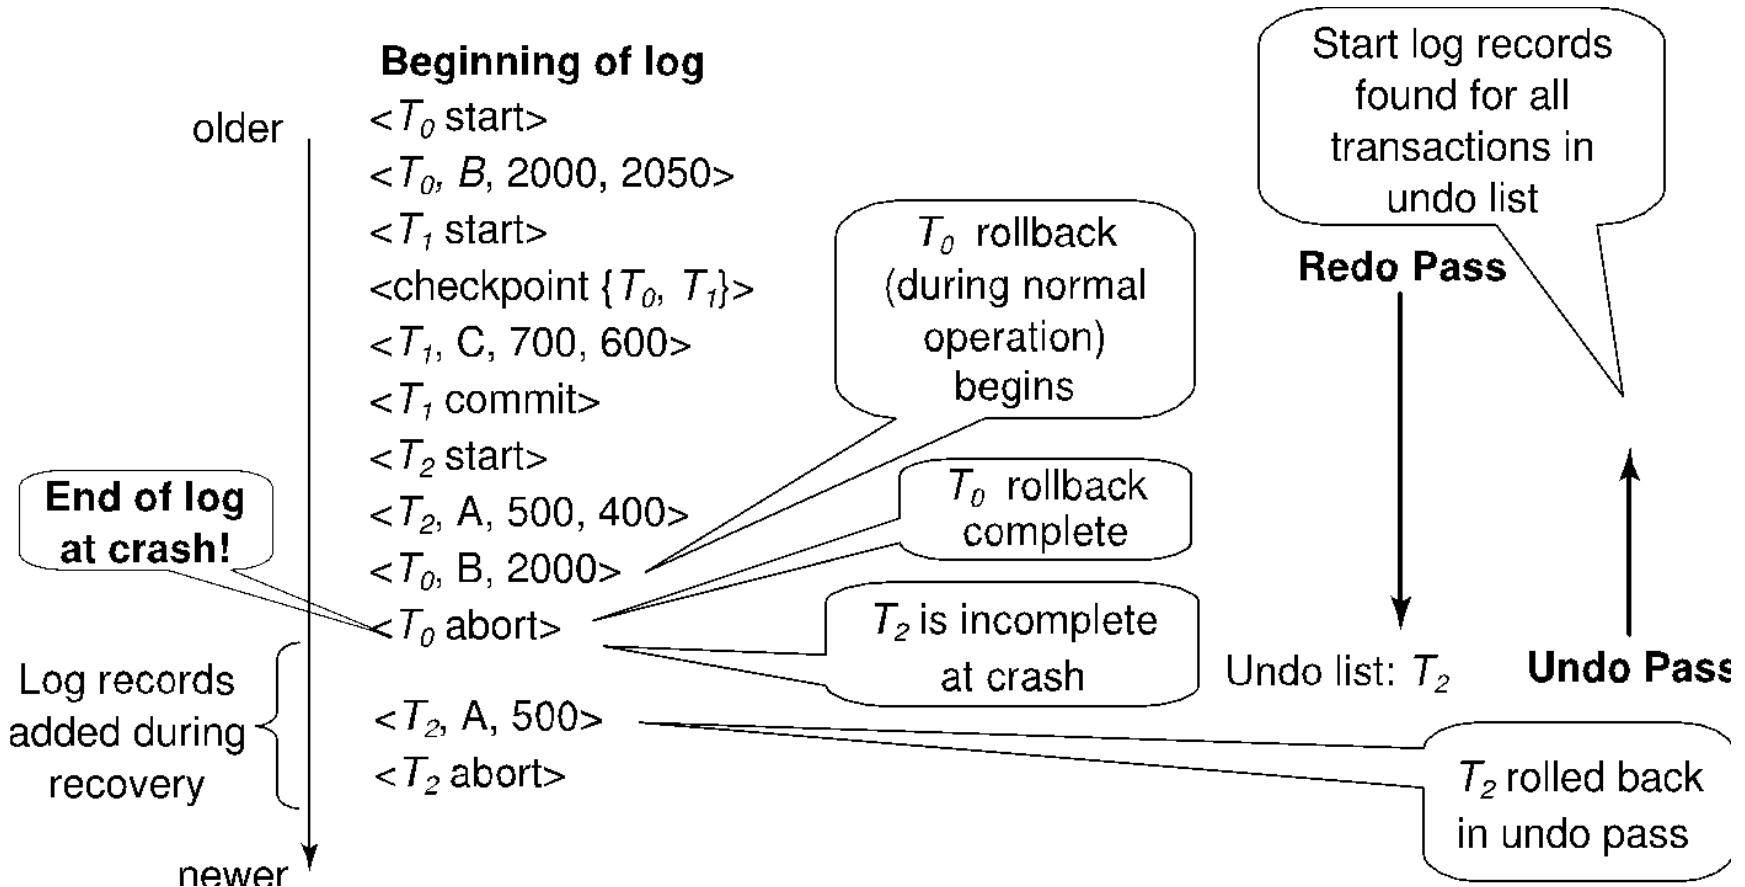 Beginning of log
older
<T0 start>
<T0, B, 2000, 2050>
<T1 start>
<checkpoint {T0, T1}>
<T1, C, 700, 600>
<T1 commit>
<T2 start>
<T2, A, 500, 400>
<T0, B, 2000>
<T0 abort>
<T2, A, 500>
<T2 abort>
newer
End of log
at crash!
Log records
added during
recovery
T0 rollback
(during normal
operation)
begins
T0 rollback
complete
T2 is incomplete
at crash
Start log records
found for all
transactions in
undo list
Redo Pass
Undo list: T2
Undo Pass
T2 rolled back
in undo pass